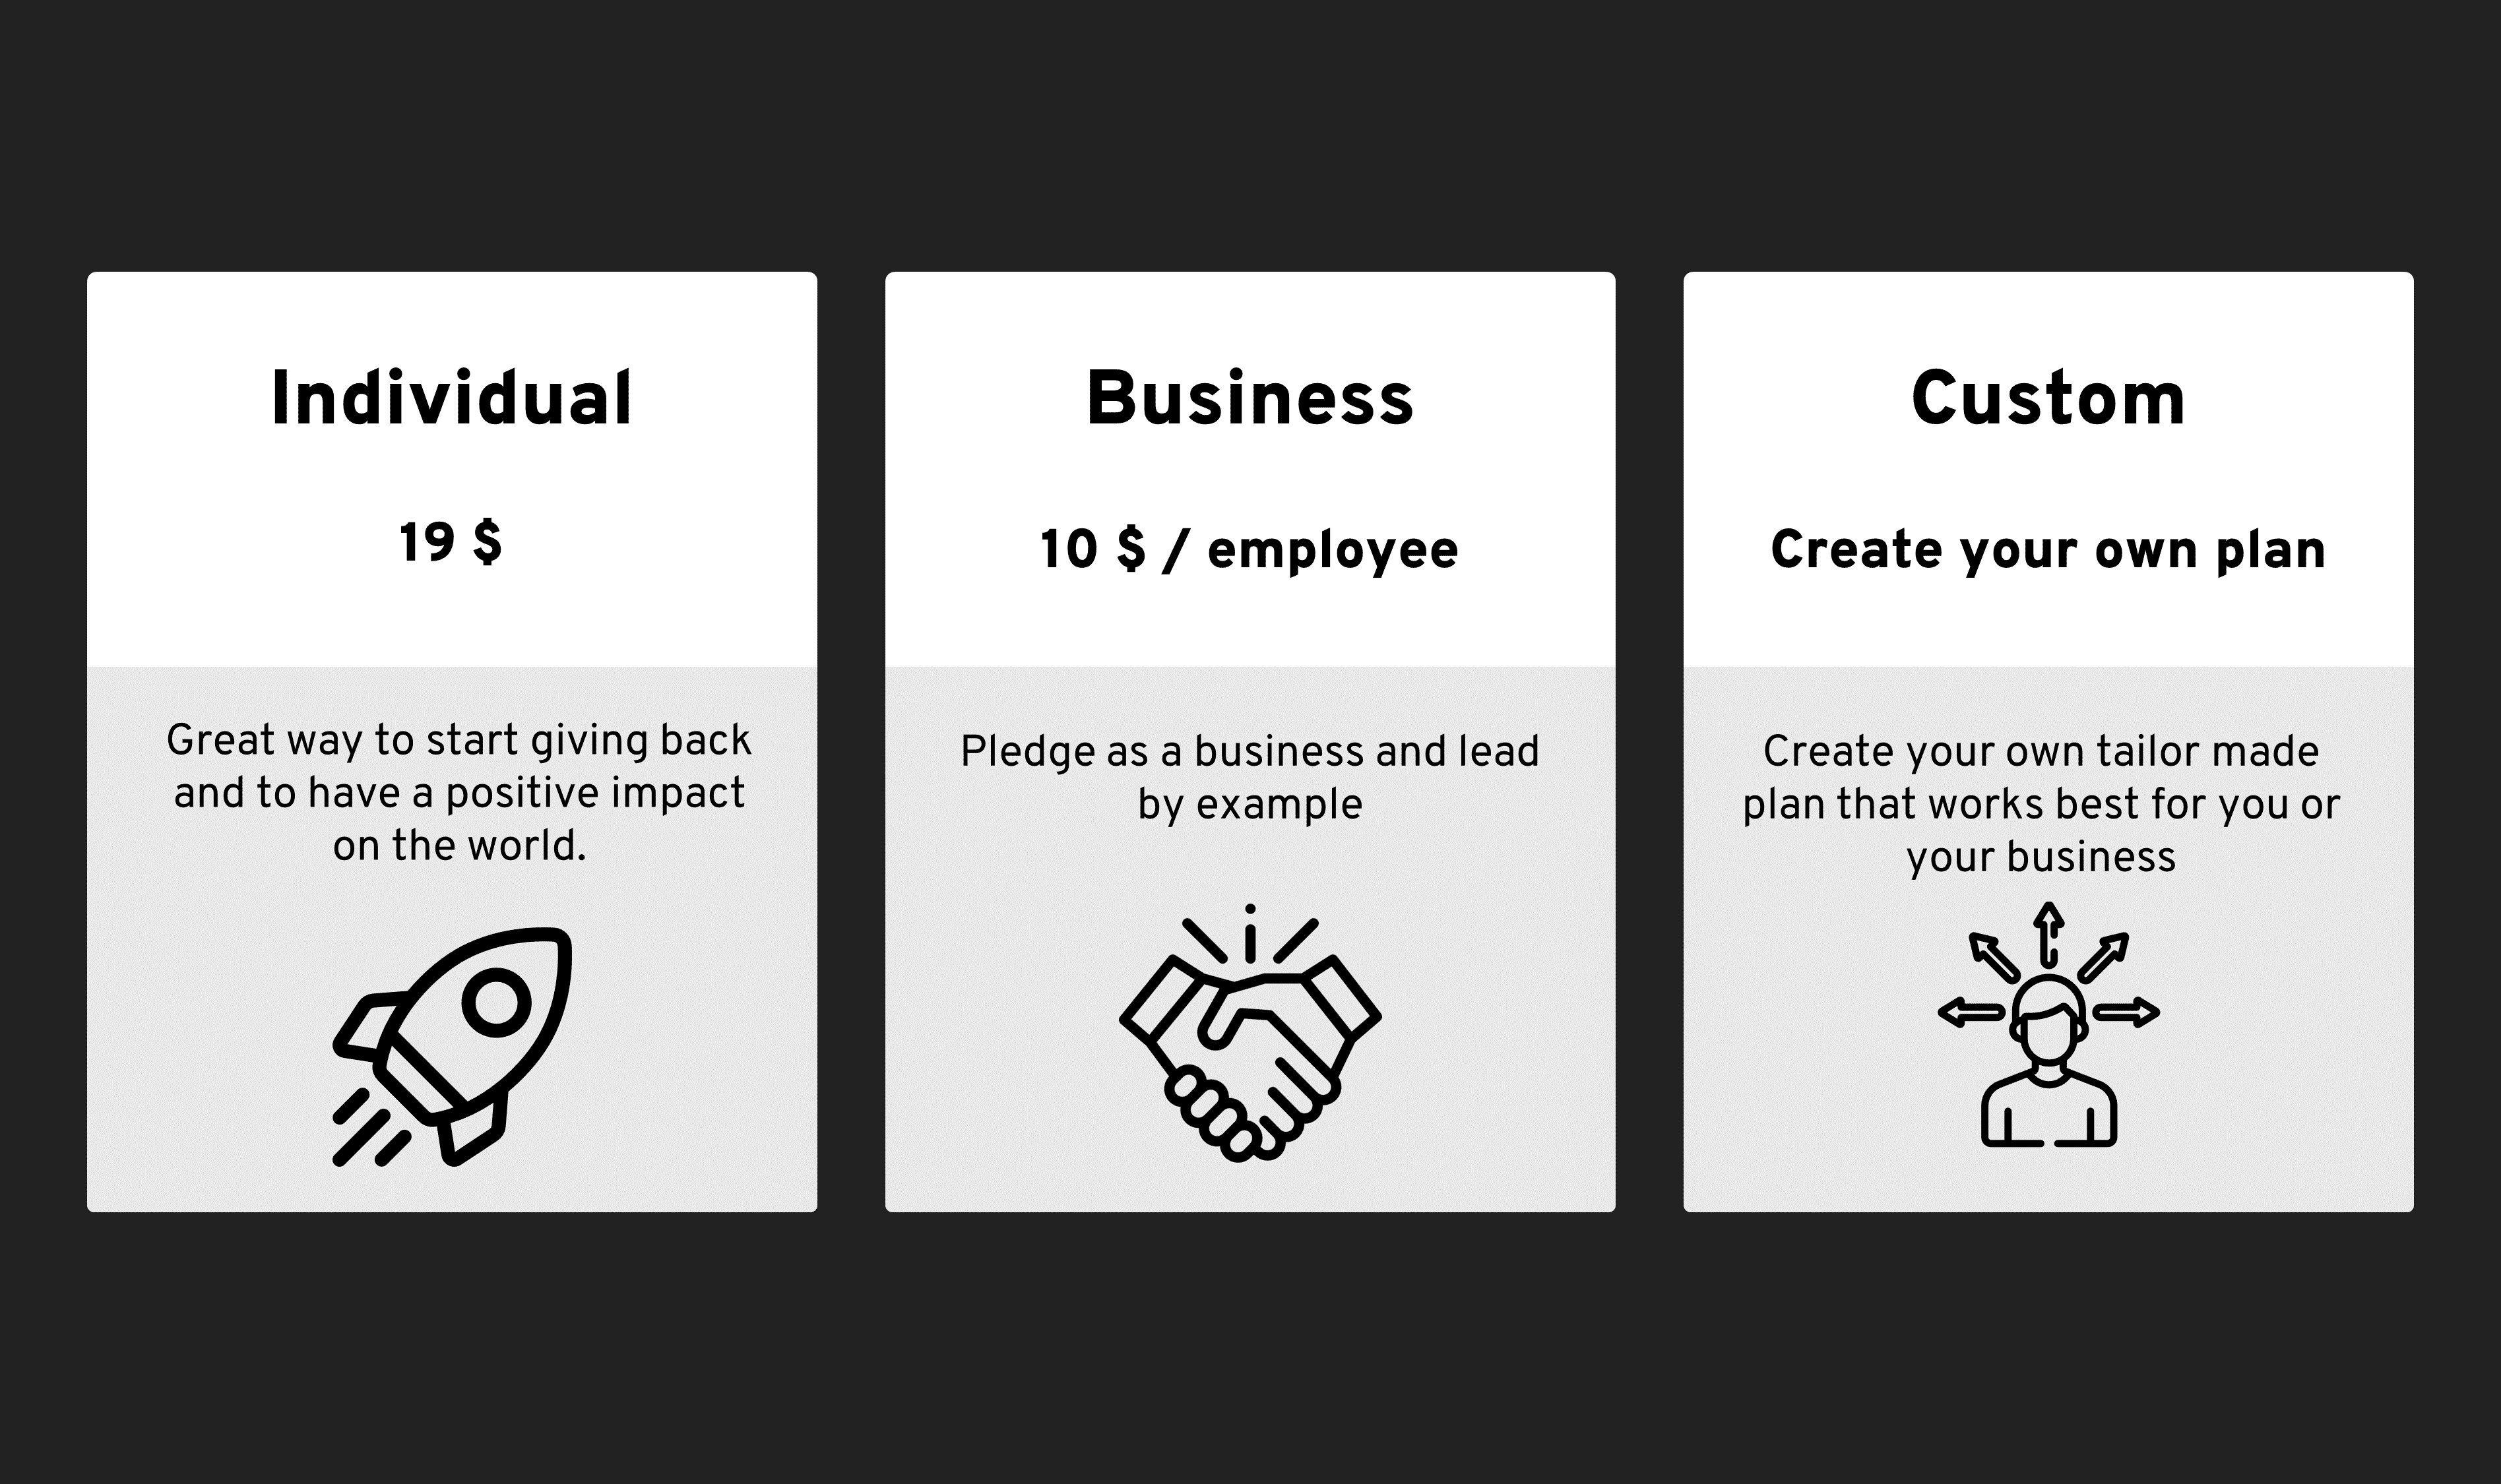 Individual
19 $
Great way to start giving back
and to have a positive impact
on the world.
Business
10 $ / employee
Pledge as a business and lead
by example
Custom
Create your own plan
Create your own tailor made
plan that works best for you or
your business